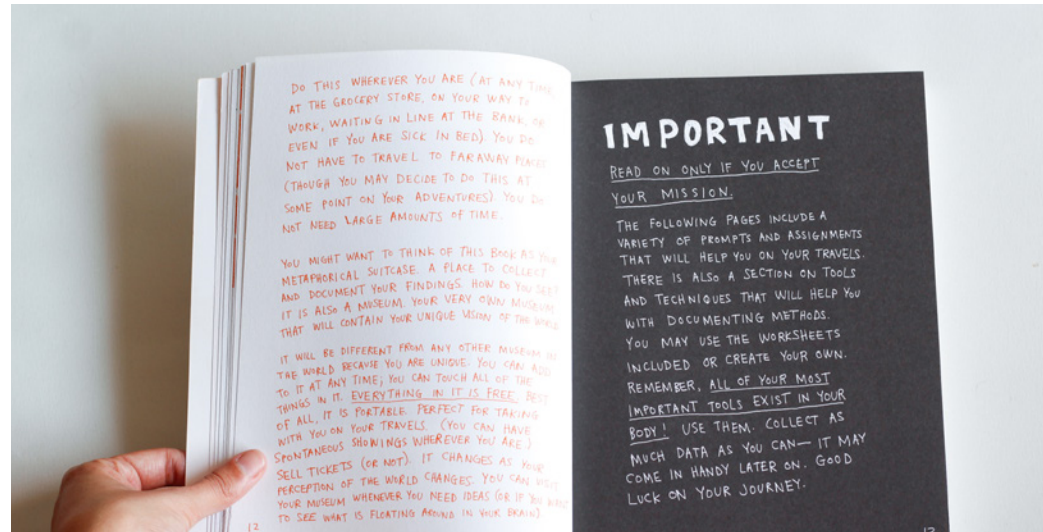 DO THIS WHEREVER YOU ARE (AT ANY TIME,
AT THE GROCERY STORE, ON YOUR WAY TO
WORK, WAITING IN LINE AT THE BANK, OR
EVEN IF YOU ARE SICK IN BED). YOU DO
NOT HAVE TO TRAVEL TO FARAWAY PLACES
(THOUGH YOU MAY DECIDE TO DO THIS AT
SOME POINT ON YOUR ADVENTURES). YOU DO
NOT NEED LARGE AMOUNTS OF TIME.
YOU MIGHT WANT TO THINK OF THIS BOOK AS YOUR
METAPHORICAL SUITCASE. A PLACE TO COLLECT
AND DOCUMENT YOUR FINDINGS. HOW DO YOU SEE?
IT IS ALSO A MUSEUM. YOUR VERY OWN MUSEUM
THAT WILL CONTAIN YOUR UNIQUE VISION OF THE WORLD.
IT WILL BE DIFFERENT FROM ANY OTHER MUSEUM IN
THE WORLD BECAUSE YOU ARE UNIQUE. YOU CAN ADD
TO IT AT ANY TIME; YOU CAN TOUCH ALL OF THE
THINGS IN IT. EVERYTHING IN IT IS FREE. BEST
OF ALL, IT IS PORTABLE. PERFECT FOR TAKING
WITH YOU ON YOUR TRAVELS. (YOU CAN HAVE
SPONTANEOUS SHOWINGS WHEREVER YOU ARE.)
SELL TICKETS (OR NOT). IT CHANGES AS YOUR
PERCEPTION OF THE WORLD CHANGES. YOU CAN VISIT
YOUR MUSEUM WHENEVER YOU NEED IDEAS (OR IF YOU WANT
TO SEE WHAT IS FLOATING AROUND IN YOUR BRAIN)
12
IMPORTANT
READ ON ONLY IF YOU ACCEPT
YOUR MISSION.
THE FOLLOWING PAGES INCLUDE A
VARIETY OF PROMPTS AND ASSIGNMENTS
THAT WILL HELP YOU ON YOUR TRAVELS.
THERE IS ALSO A SECTION ON TOOLS
AND TECHNIQUES THAT WILL HELP YOU
WITH DOCUMENTING METHODS.
YOU MAY USE THE WORKSHEETS
INCLUDED OR CREATE YOUR OWN.
REMEMBER, ALL OF YOUR MOST
IMPORTANT TOOLS EXIST IN YOUR
BODY! USE THEM. COLLECT AS
MUCH DATA AS YOU CAN— IT MAY
COME IN HANDY LATER ON. GOOD
LUCK ON YOUR JOURNEY.
13